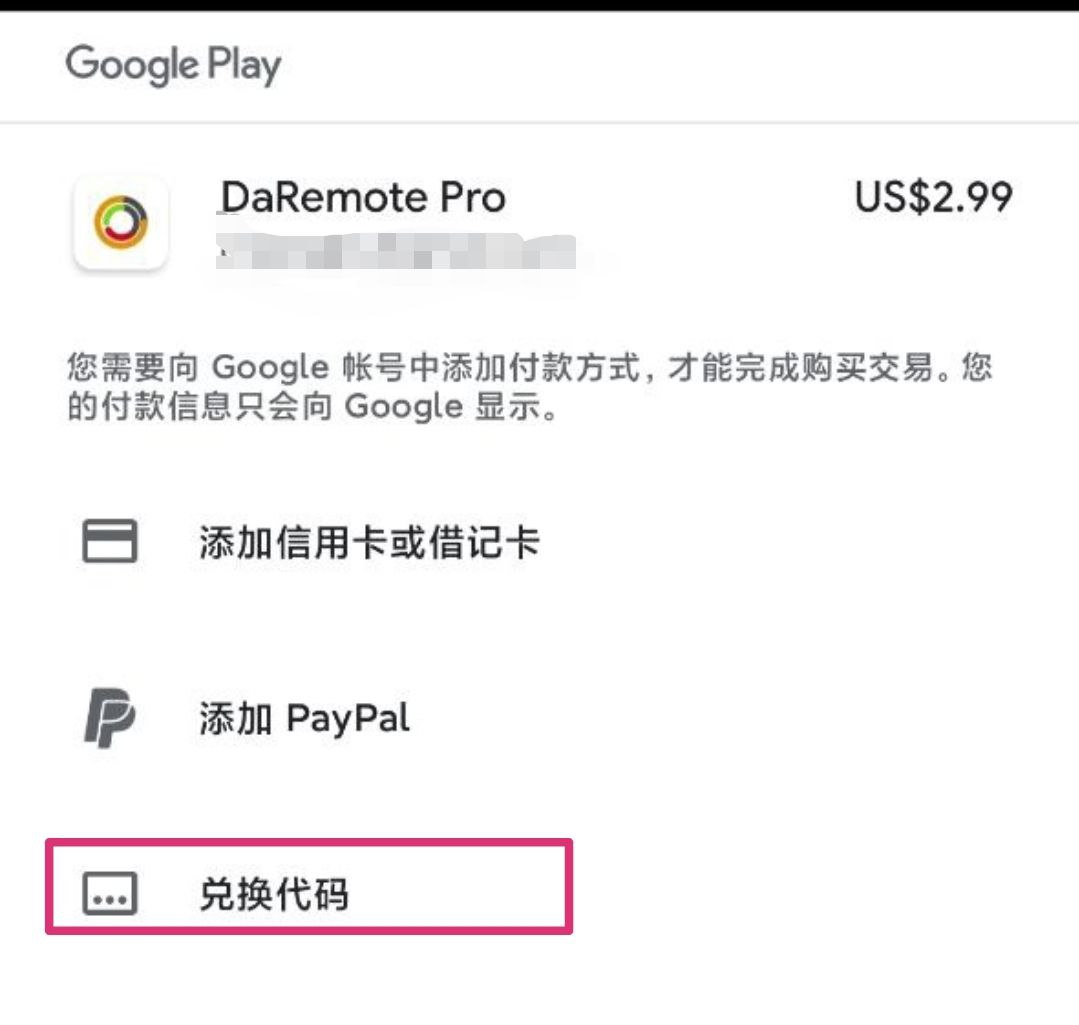 Google Play
DaRemote Pro
US$2.99
您需要向 Google 帐号中添加付款方式，才能完成购买交易。您
的付款信息只会向 Google 显示。
添加信用卡或借记卡
添加 PayPal
兑换代码